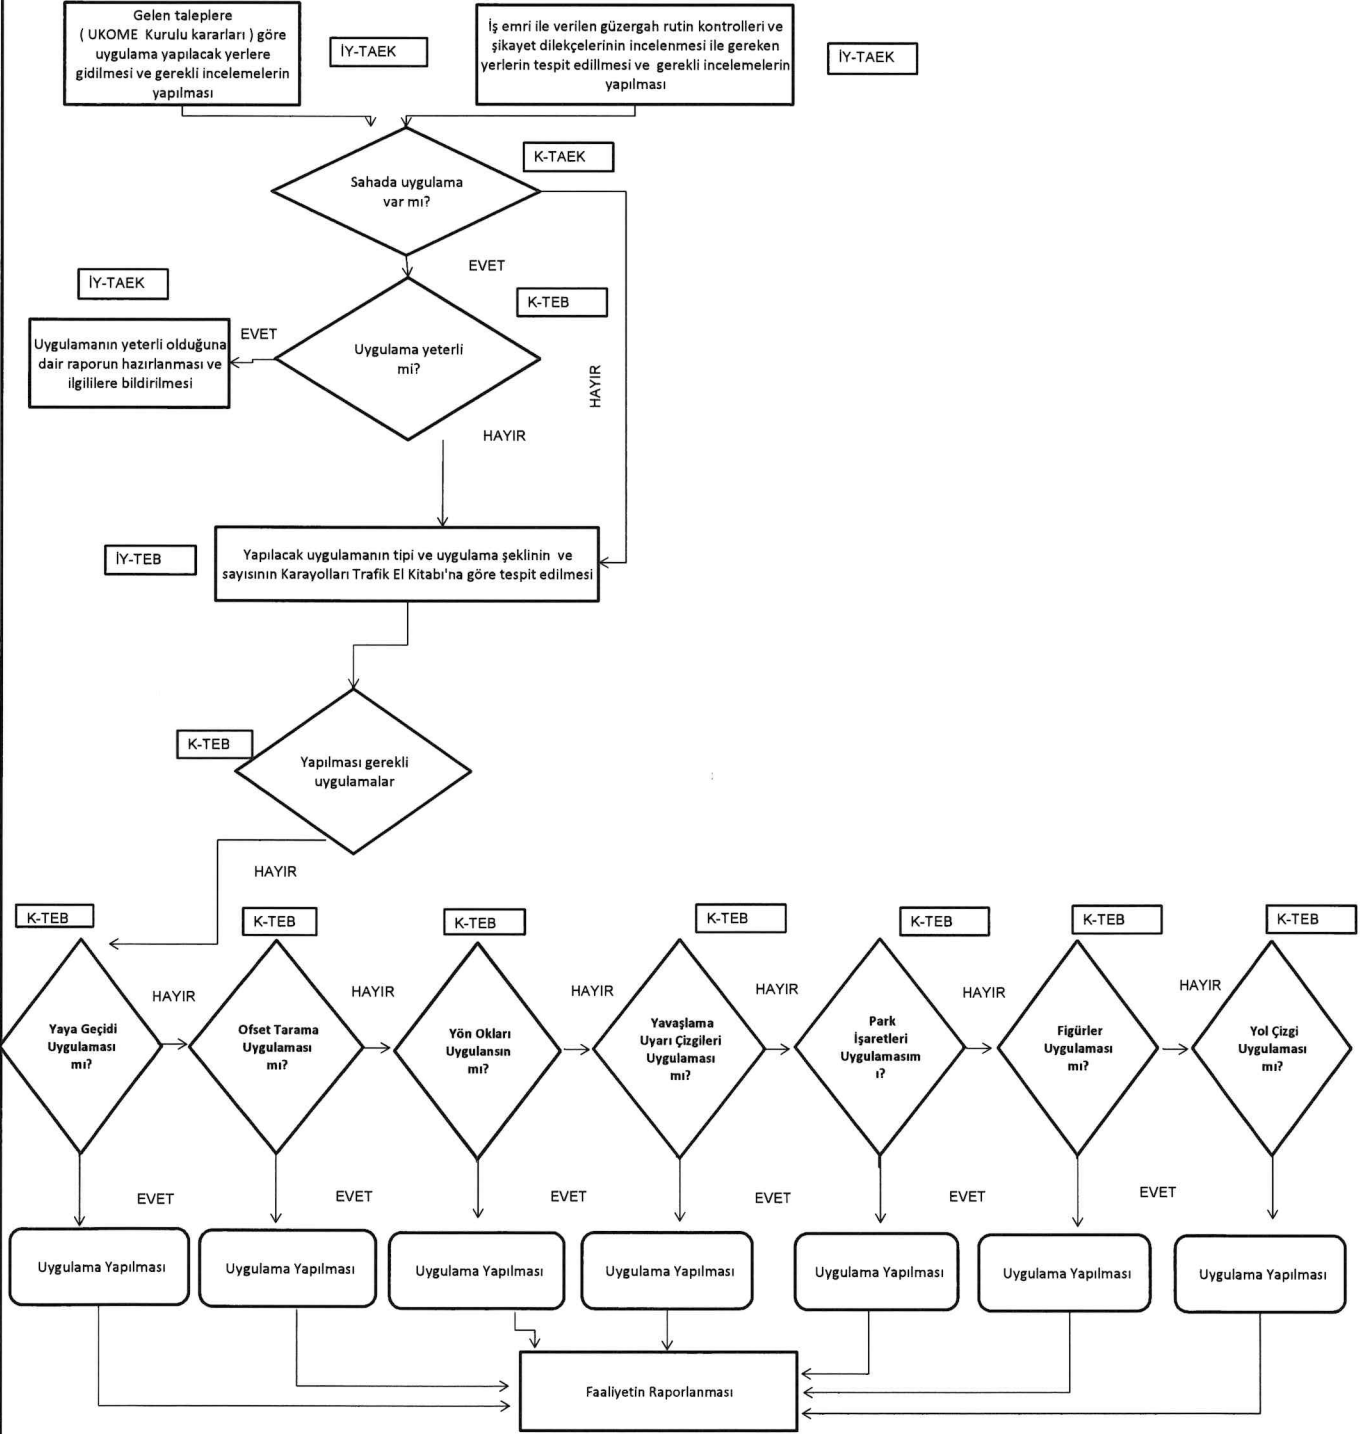 Gelen taleplere
( UKOME Kurulu kararları ) göre
uygulama yapılacak yerlere
gidilmesi ve gerekli incelemelerin
yapılması
İY-TAEK
İş emri ile verilen güzergah rutin kontrolleri ve
şikayet dilekçelerinin incelenmesi ile gereken
yerlerin tespit edillmesi ve gerekli incelemelerin
yapılması
İY-TAEK
K-TAEK
Sahada uygulama
var mı?
EVET
İY-TAEK
K-TEB
Uygulamanın yeterli olduğuna
dair raporun hazırlanması ve
ilgililere bildirilmesi
EVET
Uygulama yeterli
mi?
HAYIR
HAYIR
İY-TEB
Yapılacak uygulamanın tipi ve uygulama şeklinin ve
sayısının Karayolları Trafik El Kitabı'na göre tespit edilmesi
K-TEB
Yapılması gerekli
uygulamalar
HAYIR
K-TEB
K-TEB
K-TEB
K-TEB
K-TEB
K-TEB
K-TEB
HAYIR
HAYIR
HAYIR
HAYIR
HAYIR
HAYIR
Yaya Geçidi
Uygulaması
mı?
Ofset Tarama
Uygulaması
mı?
Yön Okları
Uygulansın
mı?
Yavaşlama
Uyarı Çizgileri
Uygulaması
mı?
Park
İşaretleri
Uygulamasım
ı?
Figürler
Uygulaması
mı?
Yol Çizgi
Uygulaması
mı?
EVET
EVET
EVET
EVET
EVET
EVET
Uygulama Yapılması
Uygulama Yapılması
Uygulama Yapılması
Uygulama Yapılması
Uygulama Yapılması
Uygulama Yapılması
Uygulama Yapılması
Faaliyetin Raporlanması